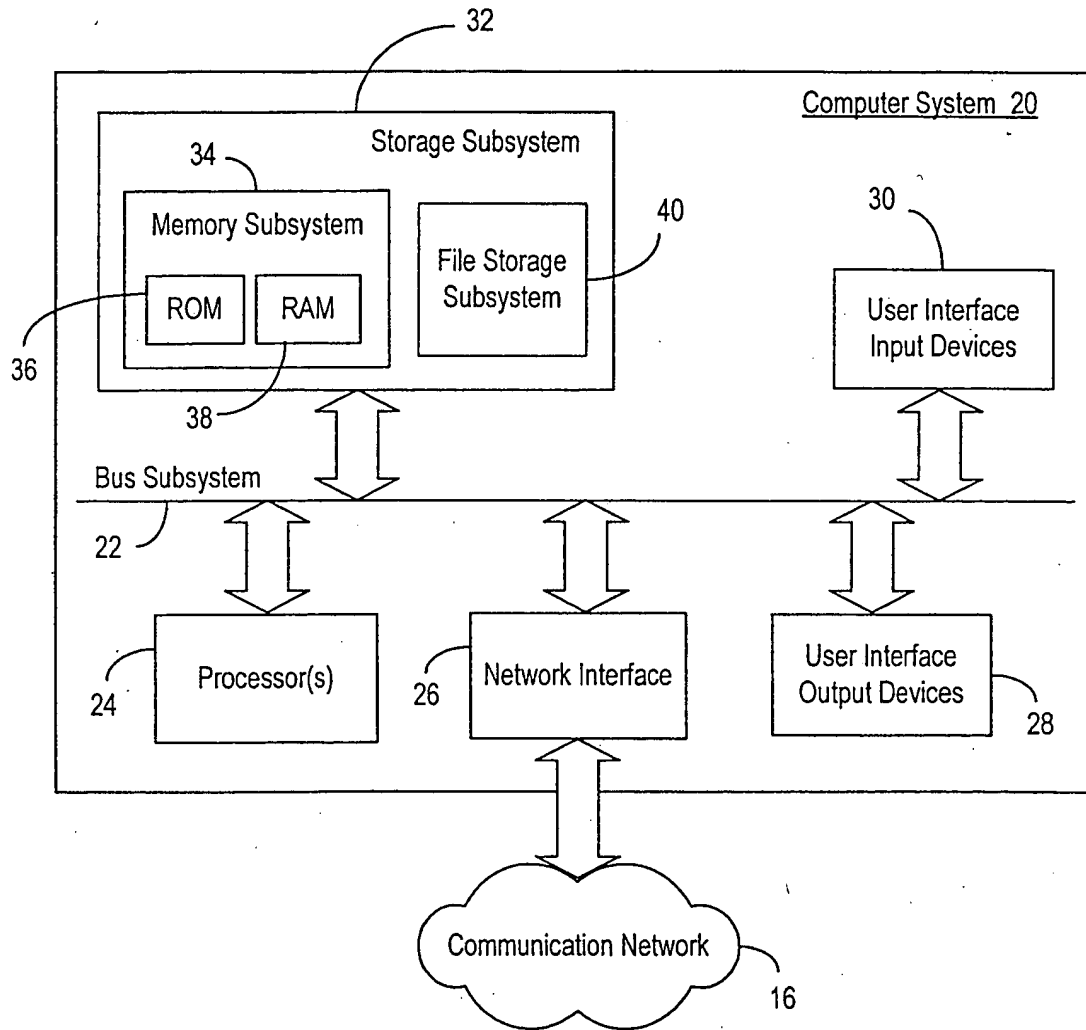 32
Computer System 20
Storage Subsystem
34
Memory Subsystem
40
30
File Storage
Subsystem
User Interface
Input Devices
ROM
RAM
36
38
Bus Subsystem
22
Processor(s)
24
Network Interface
26
User Interface
Output Devices
28
Communication Network
16